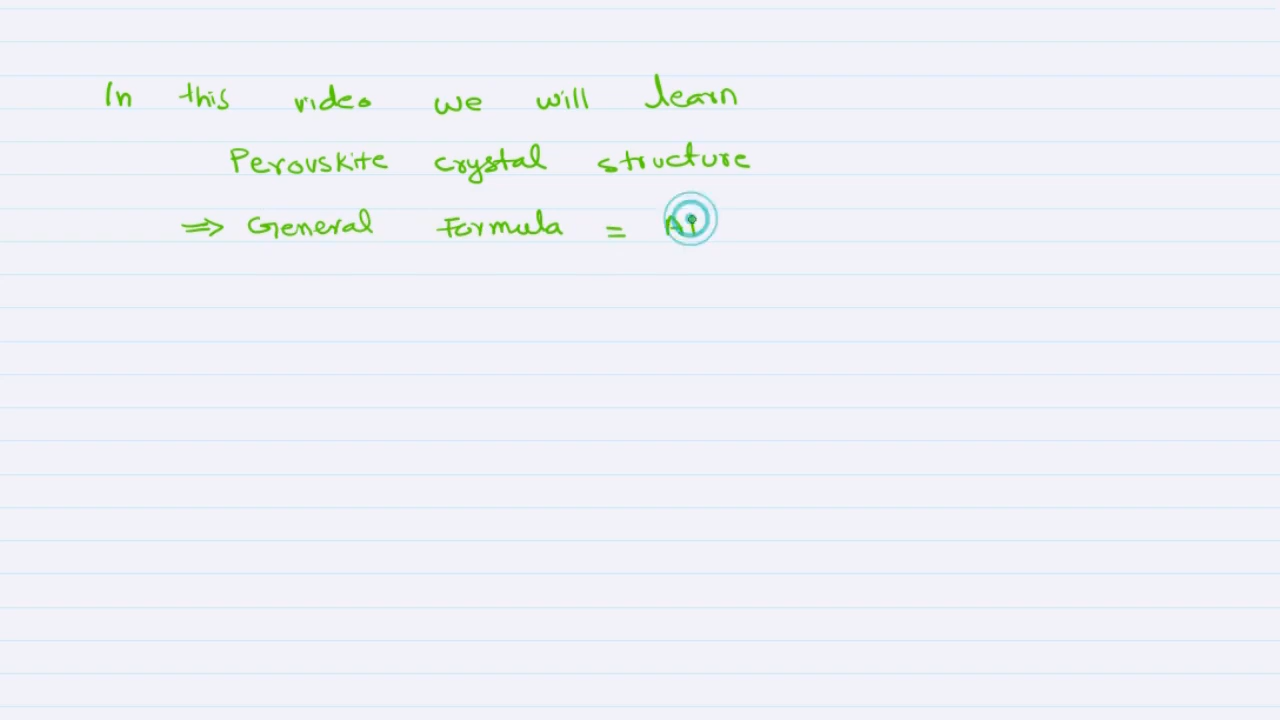 In this video we will learn
Perovskite crystal structure
⇒ General Formula = A